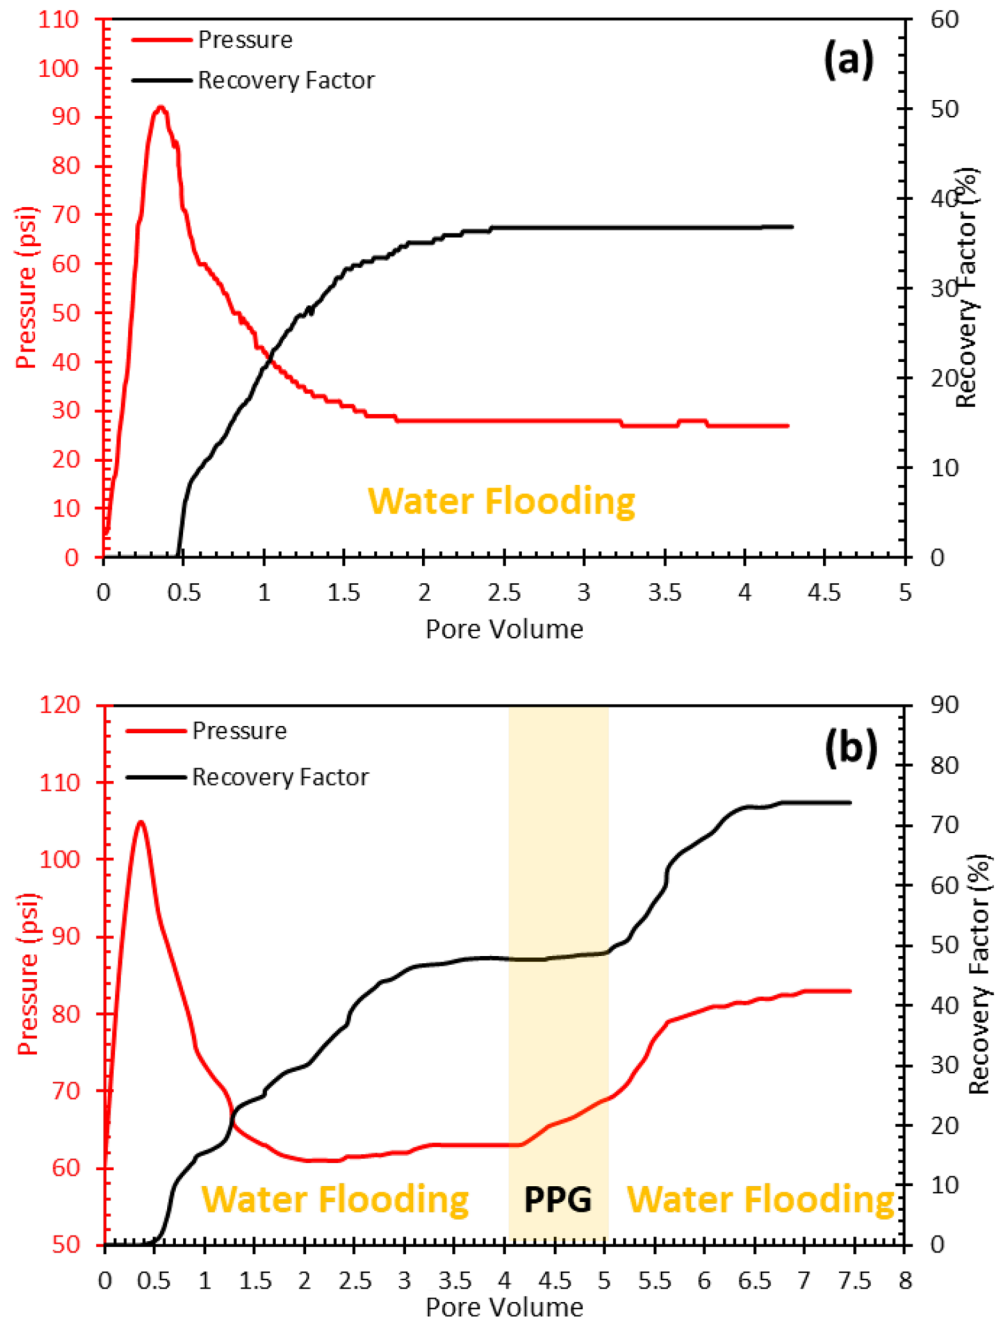 110
100
90
80
70
60
50
40
30
20
10
0
Pressure (psi)
Pressure
Recovery Factor
(a)
60
50
40
30
20
10
0
Recovery Factor (%)
Water Flooding
0 0.5 1 1.5 2 2.5 3 3.5 4 4.5 5
Pore Volume
120
110
100
90
80
70
60
50
Pressure (psi)
Pressure
Recovery Factor
(b)
90
80
70
60
50
40
30
20
10
0
Recovery Factor (%)
Water Flooding PPG Water Flooding
0 0.5 1 1.5 2 2.5 3 3.5 4 4.5 5 5.5 6 6.5 7 7.5 8
Pore Volume